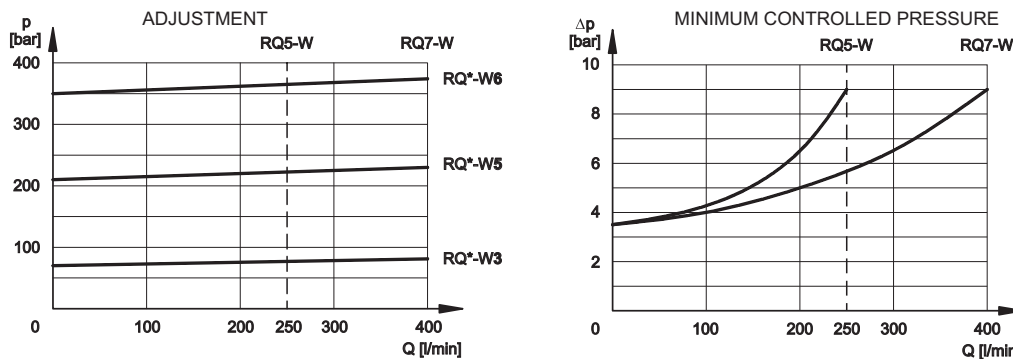 ADJUSTMENT
p
[bar]
RQ5-W
RQ7-W
400
RQ*-W6
300
RQ*-W5
200
100
RQ*-W3
0
100
200
250
300
400
Q [l/min]
MINIMUM CONTROLLED PRESSURE
Δp
[bar]
RQ5-W
RQ7-W
10
8
6
4
2
0
100
200
250
300
400
Q [l/min